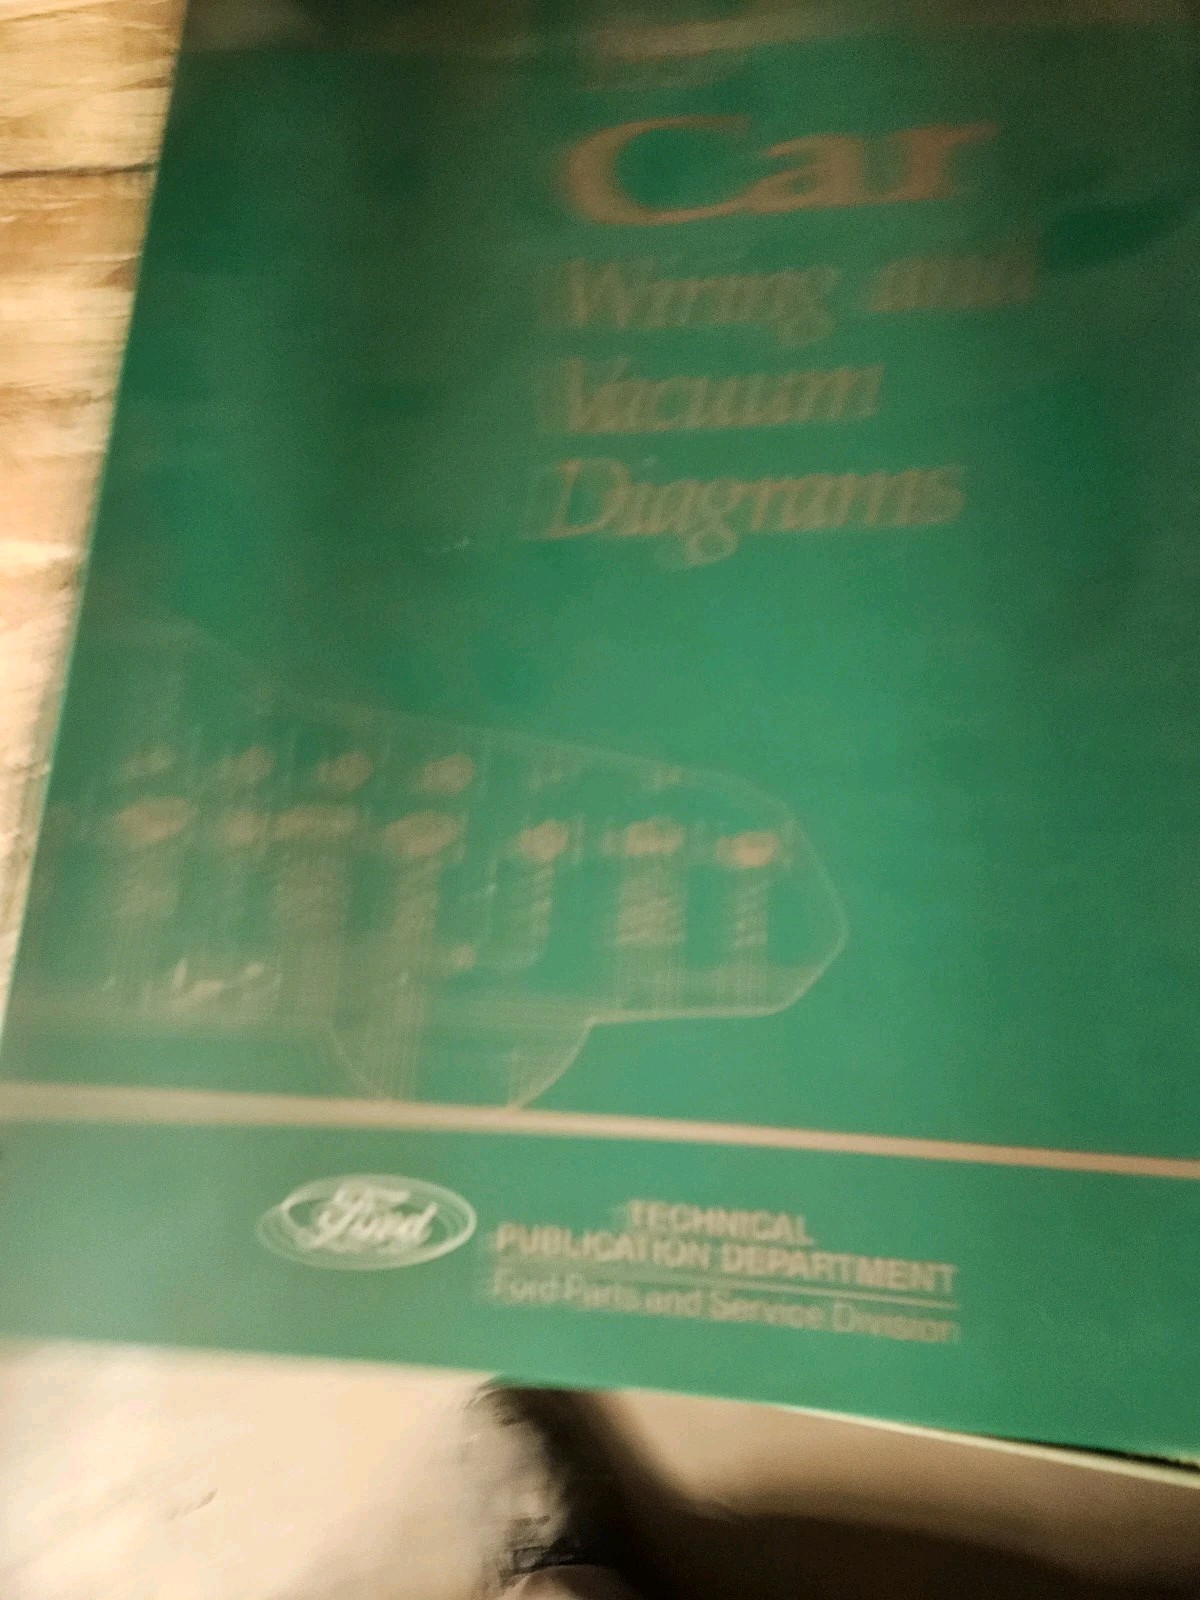 Car
Wiring and
Vacuum
Diagrams
Ford
TECHNICAL
PUBLICATION DEPARTMENT
Ford Parts and Service Division